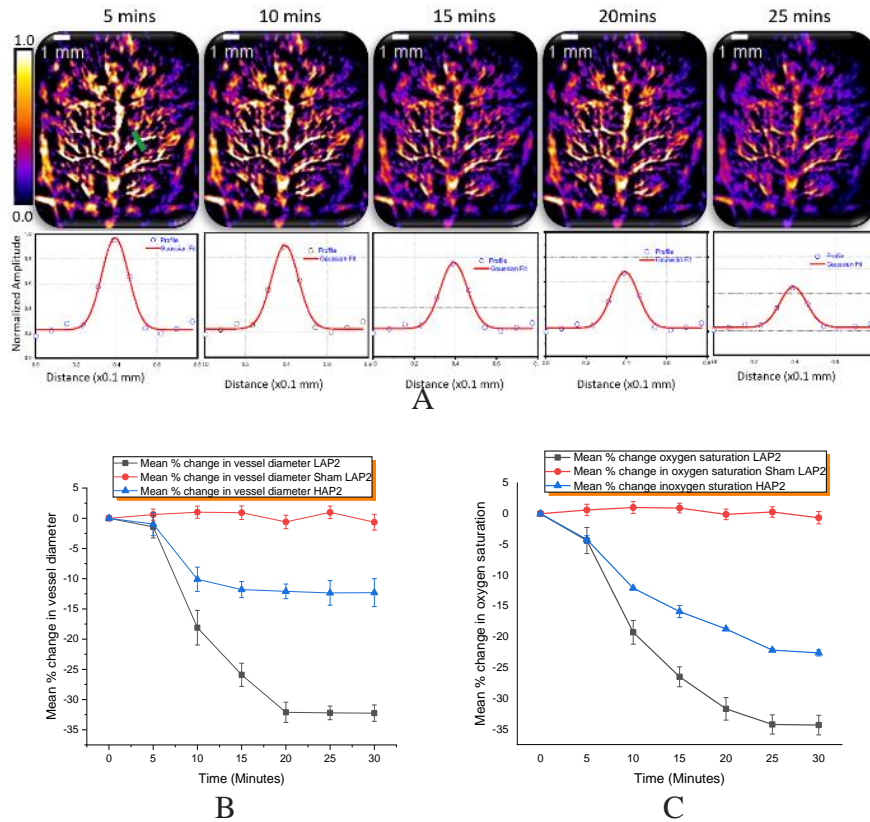 5 mins 10 mins 15 mins 20mins 25 mins
1.0
1 mm 1 mm 1 mm 1 mm 1 mm
0.0
Normalized Amplitude
Profile Profile Profile Profile Profile
Gaussian Fit Gaussian Fit Gaussian Fit Gaussian Fit Gaussian Fit
Distance (x0.1 mm) Distance (x0.1 mm) Distance (x0.1 mm) Distance (x0.1 mm) Distance (x0.1 mm)
A
Mean % change in vessel diameter LAP2
Mean % change in vessel diameter Sham LAP2
Mean % change in vessel diameter HAP2
5
0
-5
-10
-15
-20
-25
-30
-35
Mean % change in vessel diameter
0 5 10 15 20 25 30
Time (Minutes)
B
Mean % change oxygen saturation LAP2
Mean % change in oxygen saturation Sham LAP2
Mean % change inoxygen sturation HAP2
5
0
-5
-10
-15
-20
-25
-30
-35
Mean % change in oxygen saturation
0 5 10 15 20 25 30
Time (Minutes)
C